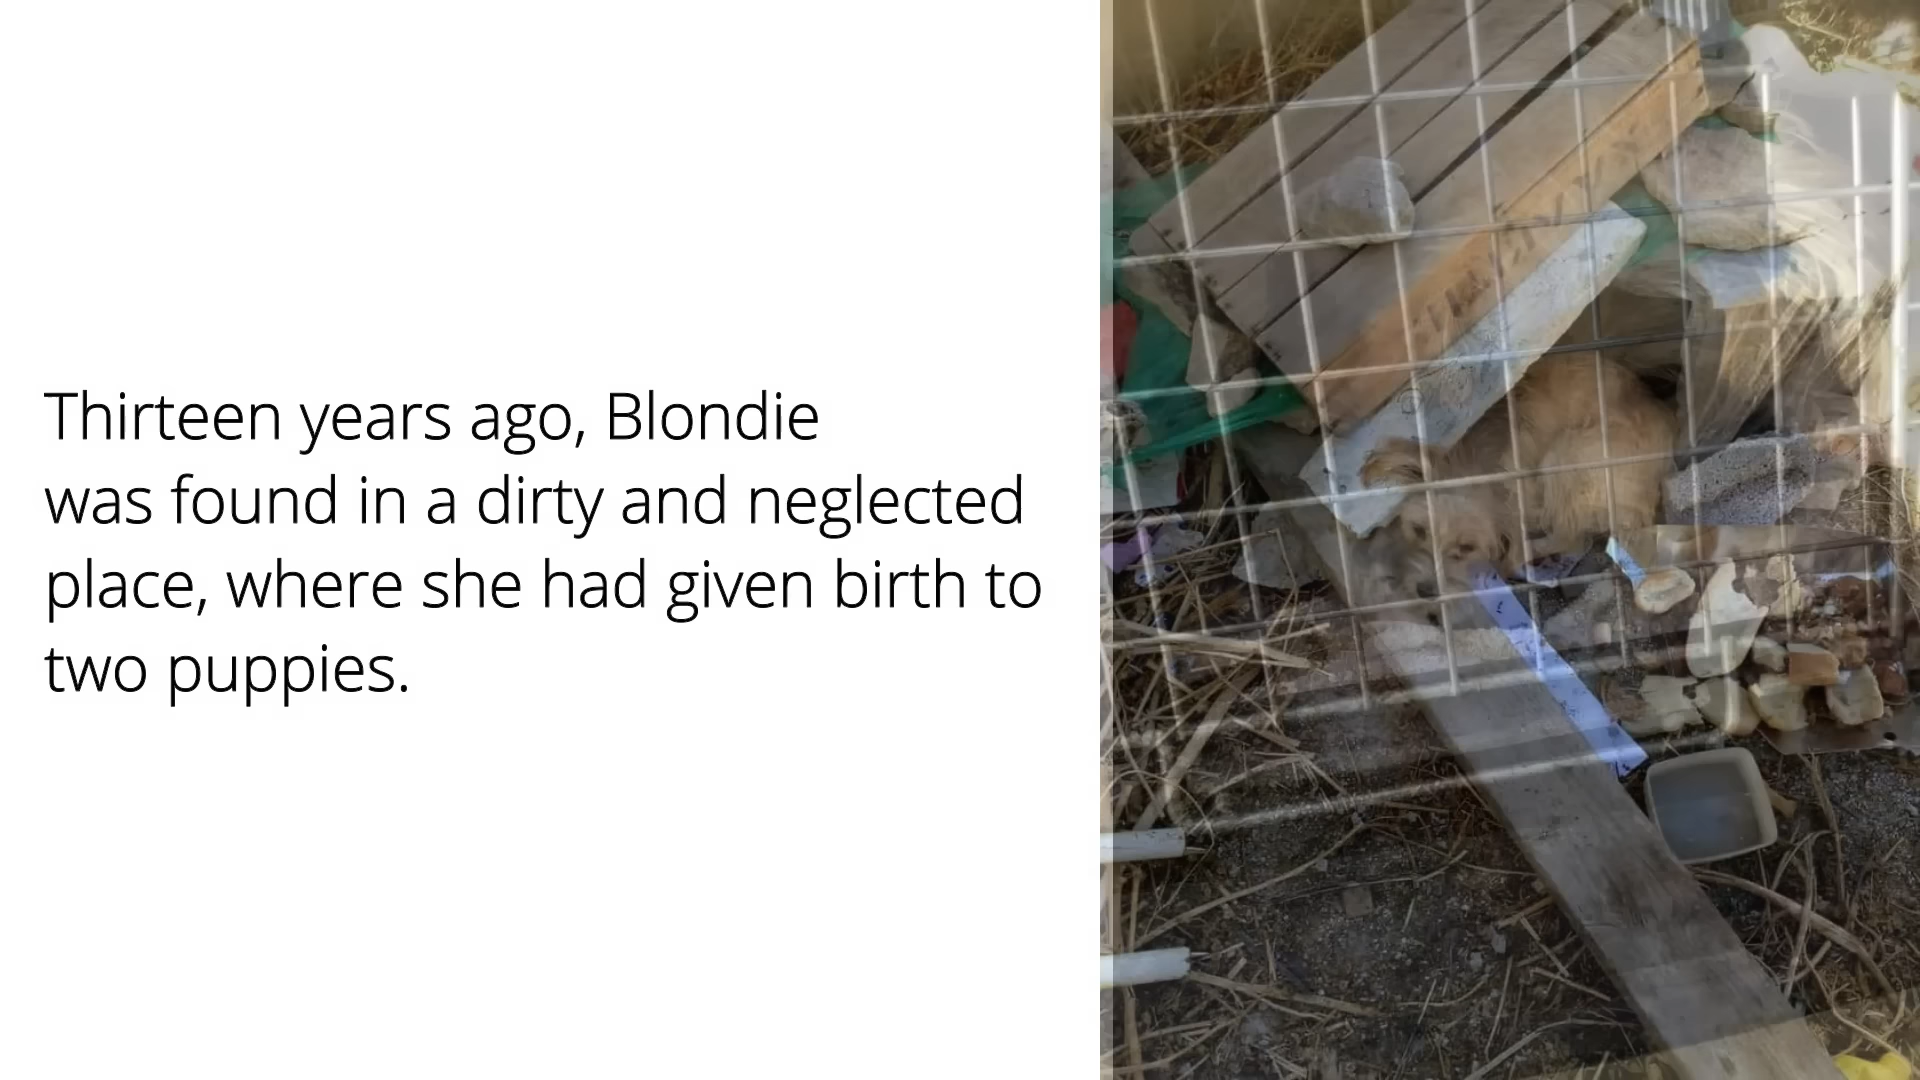 Thirteen years ago, Blondie
was found in a dirty and neglected
place, where she had given birth to
two puppies.